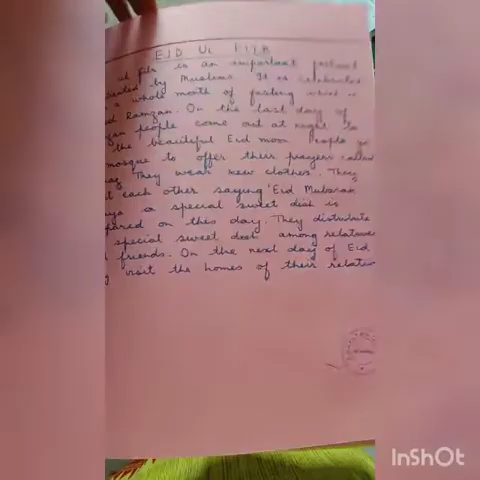 EID UL FITR
ul fitr is an important festival
by Muslims. It is celebrated
a whole month of fasting which is
Ramzan. On the last day of
people come out at night to
the beautiful Eid moon People go
mosque to offer their prayers called
They wear new clothes. They
each other saying 'Eid Mubarak
a special sweet dish is
on this day. They distribute
special sweet dish among relatives
friends. On the next day of Eid
visit the homes of their relatives
InShOt